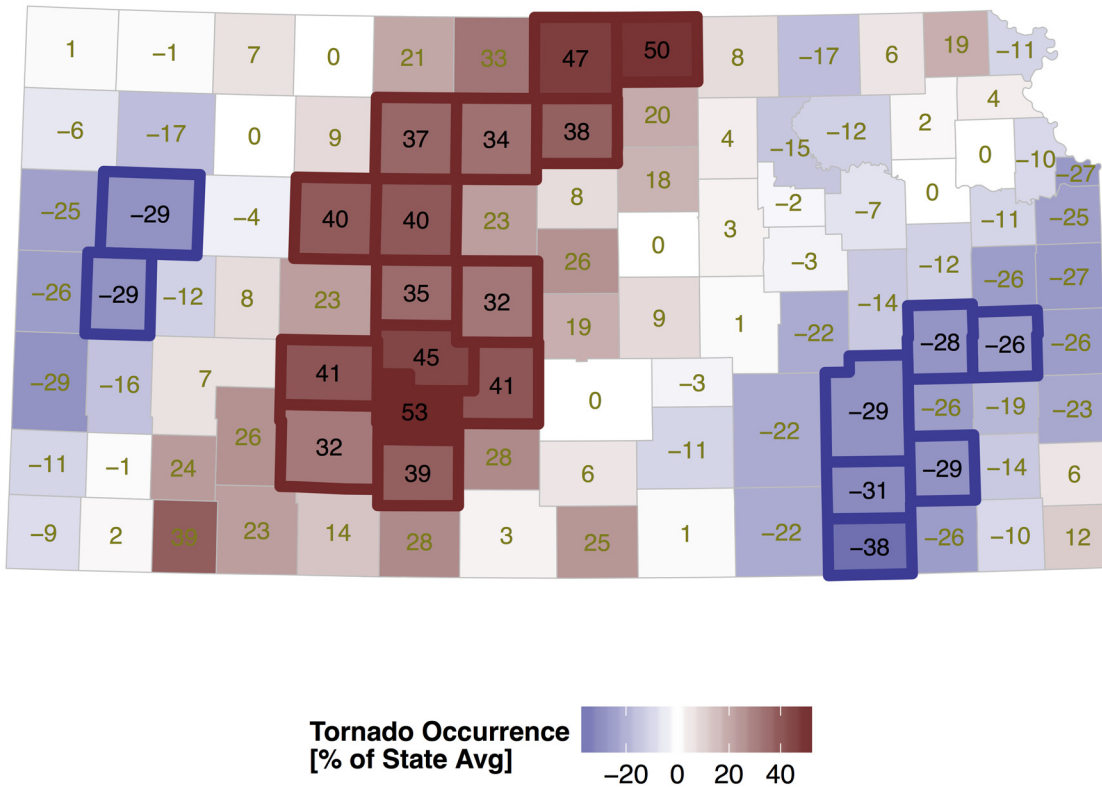 1 −1 7 0 21 33 47 50 8 −17 6 19 −11
−6 −17 0 9 37 34 38 20 4 −15 −12 2 4
0 −10 −27
−25 −29 −4 40 40 23 8 18 3 −2 −7 0 −11 −25
26 0 −3 −12 −26 −27
−26 −29 −12 8 23 35 32 19 9 1 −22 −14 −28 −26 −26
−29 −16 7 41 45 41 0 −3 −22 −29 −26 −19 −23
53
−11 −1 24 26 32 39 28 6 −11 −31 −29 −14 6
−9 2 39 23 14 28 3 25 1 −22 −38 −26 −10 12
Tornado Occurrence
[% of State Avg]
−20 0 20 40